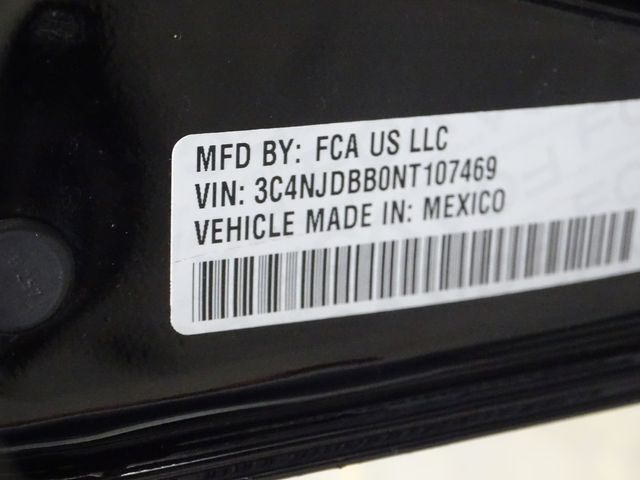 MFD BY: FCA US LLC
VIN: 3C4NJDBB0NT107469
VEHICLE MADE IN: MEXICO